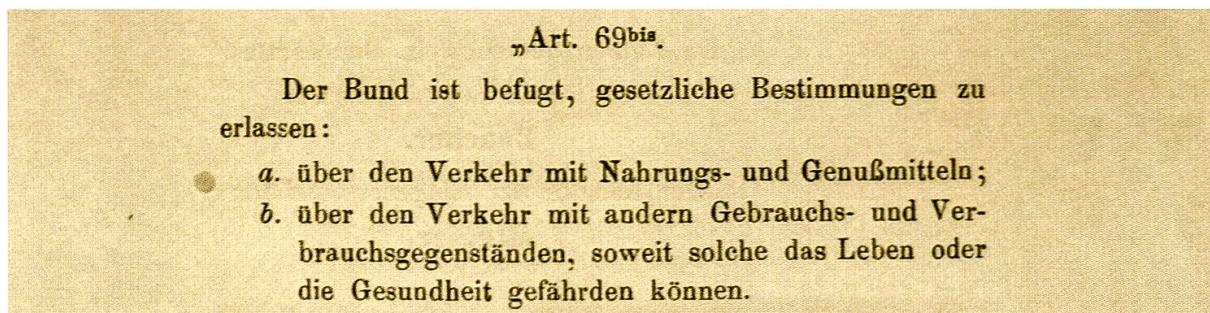 „Art. 69bis.
Der Bund ist befugt, gesetzliche Bestimmungen zu
erlassen:
a. über den Verkehr mit Nahrungs- und Genußmitteln;
b. über den Verkehr mit andern Gebrauchs- und Ver-
brauchsgegenständen, soweit solche das Leben oder
die Gesundheit gefährden können.